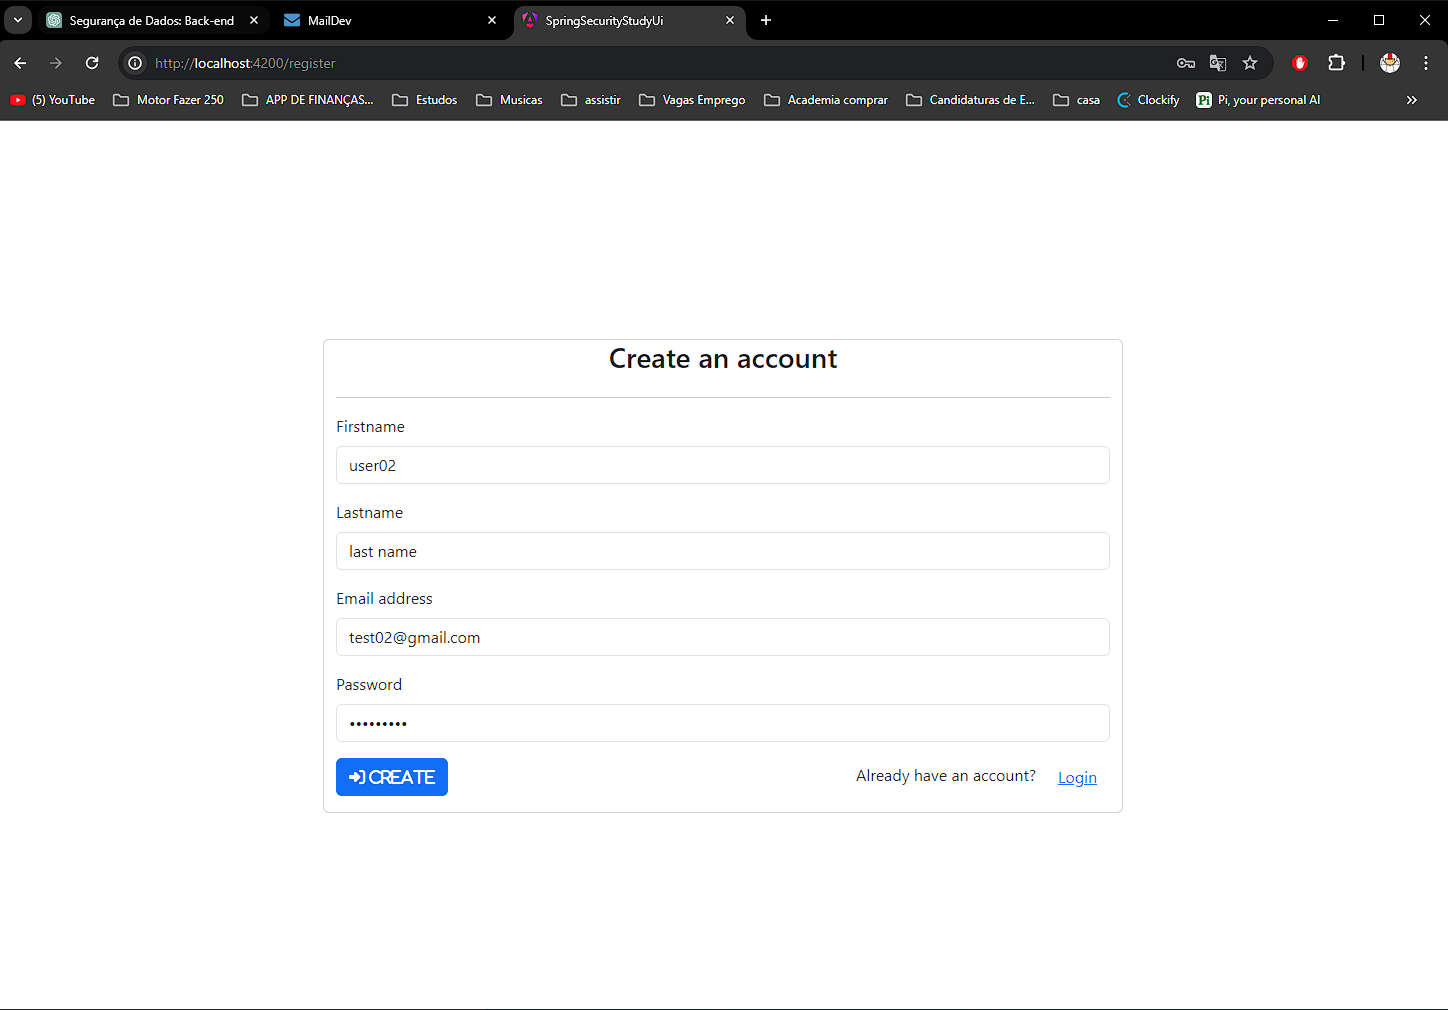 Segurança de Dados: Back-end
MailDev
SpringSecurityStudyUi
http://localhost:4200/register
(5) YouTube
Motor Fazer 250
APP DE FINANÇAS...
Estudos
Musicas
assistir
Vagas Emprego
Academia comprar
Candidaturas de E...
casa
Clockify
Pi
Pi, your personal AI
Create an account
Firstname
user02
Lastname
last name
Email address
test02@gmail.com
Password
•••••••••
CREATE
Already have an account?
Login